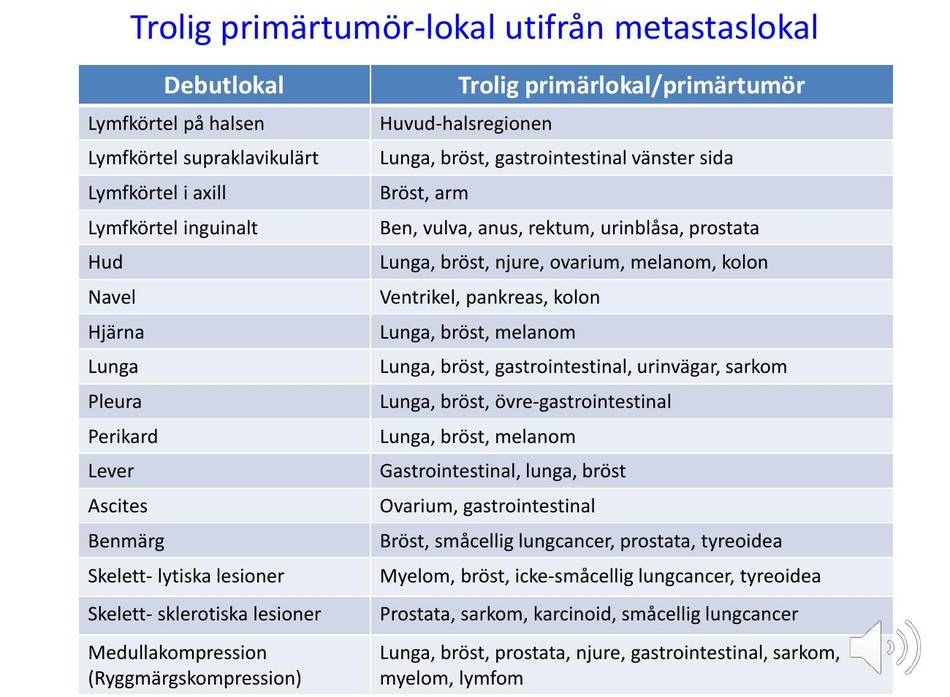 Trolig primärtumör-lokal utifrån metastaslokal
Debutlokal Trolig primärlokal/primärtumör
Lymfkörtel på halsen Huvud-halsregionen
Lymfkörtel supraklavikulärt Lunga, bröst, gastrointestinal vänster sida
Lymfkörtel i axill Bröst, arm
Lymfkörtel inguinalt Ben, vulva, anus, rektum, urinblåsa, prostata
Hud Lunga, bröst, njure, ovarium, melanom, kolon
Navel Ventrikel, pankreas, kolon
Hjärna Lunga, bröst, melanom
Lunga Lunga, bröst, gastrointestinal, urinvägar, sarkom
Pleura Lunga, bröst, övre-gastrointestinal
Perikard Lunga, bröst, melanom
Lever Gastrointestinal, lunga, bröst
Ascites Ovarium, gastrointestinal
Benmärg Bröst, småcellig lungcancer, prostata, tyreoidea
Skelett- lytiska lesioner Myelom, bröst, icke-småcellig lungcancer, tyreoidea
Skelett- sklerotiska lesioner Prostata, sarkom, karcinoid, småcellig lungcancer
Medullakompression Lunga, bröst, prostata, njure, gastrointestinal, sarkom,
(Ryggmärgskompression) myelom, lymfom